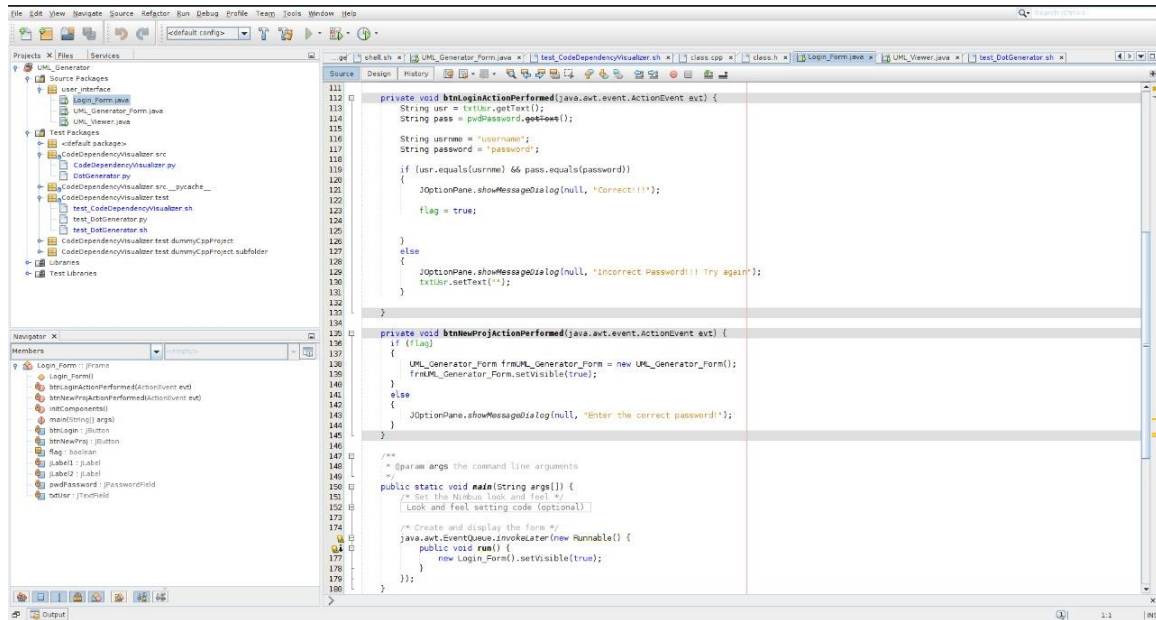 File Edit View Navigate Source Refactor Run Debug Profile Team Tools Window Help
<default config>
Projects Files Services
UML_Generator
Source Packages
user_interface
Login_Form.java
UML_Generator_Form.java
UML_Viewer.java
Test Packages
<default package>
CodeDependencyVisualizer.src
CodeDependencyVisualizer.py
DotGenerator.py
CodeDependencyVisualizer.src.__pycache__
CodeDependencyVisualizer.test
test_CodeDependencyVisualizer.sh
test_DotGenerator.py
test_DotGenerator.sh
CodeDependencyVisualizer.test.dummyCppProject
CodeDependencyVisualizer.test.dummyCppProject.subfolder
Libraries
Test Libraries
Navigator
Members <empty>
Login_Form :: JFrame
Login_Form()
btnLoginActionPerformed(ActionEvent evt)
btnNewProjActionPerformed(ActionEvent evt)
initComponents()
main(String[] args)
btnLogin : JButton
btnNewProj : JButton
flag : boolean
jLabel1 : JLabel
jLabel2 : JLabel
pwdPassword : JPasswordField
txtUsr : JTextField
Output
...ge shell.sh UML_Generator_Form.java test_CodeDependencyVisualizer.sh class.cpp class.h Login_Form.java UML_Viewer.java test_DotGenerator.sh
Source Design History
111
112 private void btnLoginActionPerformed(java.awt.event.ActionEvent evt) {
113 String usr = txtUsr.getText();
114 String pass = pwdPassword.getText();
115
116 String usrnme = "username";
117 String password = "password";
118
119 if (usr.equals(usrnme) && pass.equals(password))
120 {
121 JOptionPane.showMessageDialog(null, "Correct!!!");
122
123 flag = true;
124
125
126 }
127 else
128 {
129 JOptionPane.showMessageDialog(null, "Incorrect Password!!! Try again");
130 txtUsr.setText("");
131 }
132
133 }
134
135 private void btnNewProjActionPerformed(java.awt.event.ActionEvent evt) {
136 if (flag)
137 {
138 UML_Generator_Form frmUML_Generator_Form = new UML_Generator_Form();
139 frmUML_Generator_Form.setVisible(true);
140 }
141 else
142 {
143 JOptionPane.showMessageDialog(null, "Enter the correct password!");
144 }
145 }
146
147 /**
148 * @param args the command line arguments
149 */
150 public static void main(String args[]) {
151 /* Set the Nimbus look and feel */
152 Look and feel setting code (optional)
173
174 /* Create and display the form */
java.awt.EventQueue.invokeLater(new Runnable() {
public void run() {
177 new Login_Form().setVisible(true);
178 }
179 });
180 }
1:1 INS